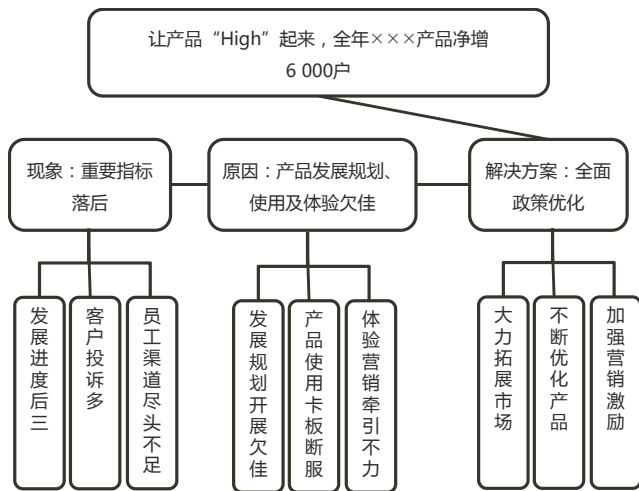 让产品“High”起来，全年×××产品净增
6 000户
现象：重要指标
落后
原因：产品发展规划、
使用及体验欠佳
解决方案：全面
政策优化
发展进度后三
客户投诉多
员工渠道尽头不足
发展规划开展欠佳
产品使用卡板断服
体验营销牵引不力
大力拓展市场
不断优化产品
加强营销激励